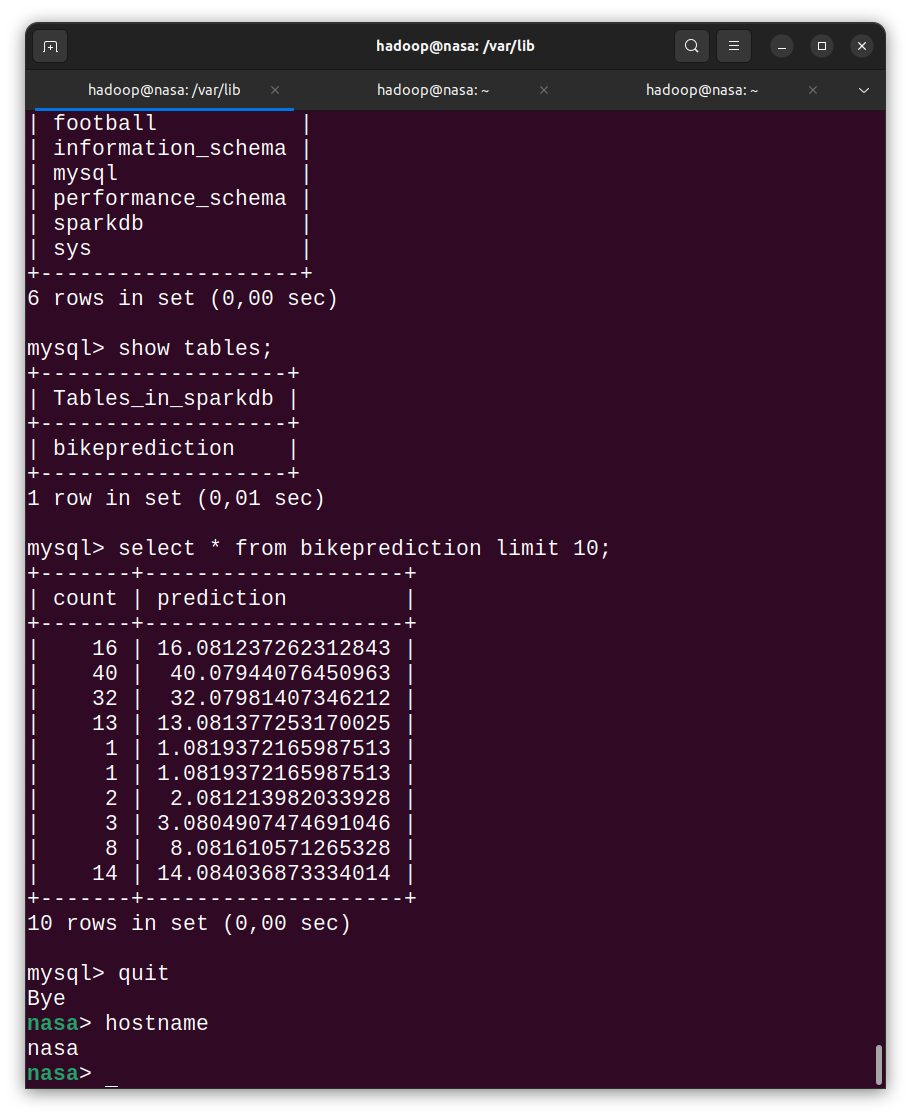 hadoop@nasa: /var/lib
hadoop@nasa: /var/lib
hadoop@nasa: ~
hadoop@nasa: ~
| football           |
| information_schema |
| mysql              |
| performance_schema |
| sparkdb            |
| sys                |
+--------------------+
6 rows in set (0,00 sec)
mysql> show tables;
+-------------------+
| Tables_in_sparkdb |
+-------------------+
| bikeprediction    |
+-------------------+
1 row in set (0,01 sec)
mysql> select * from bikeprediction limit 10;
+-------+--------------------+
| count | prediction         |
+-------+--------------------+
|    16 | 16.081237262312843 |
|    40 |  40.07944076450963 |
|    32 |  32.07981407346212 |
|    13 | 13.081377253170025 |
|     1 | 1.0819372165987513 |
|     1 | 1.0819372165987513 |
|     2 |  2.081213982033928 |
|     3 | 3.0804907474691046 |
|     8 |  8.081610571265328 |
|    14 | 14.084036873334014 |
+-------+--------------------+
10 rows in set (0,00 sec)
mysql> quit
Bye
nasa> hostname
nasa
nasa> _